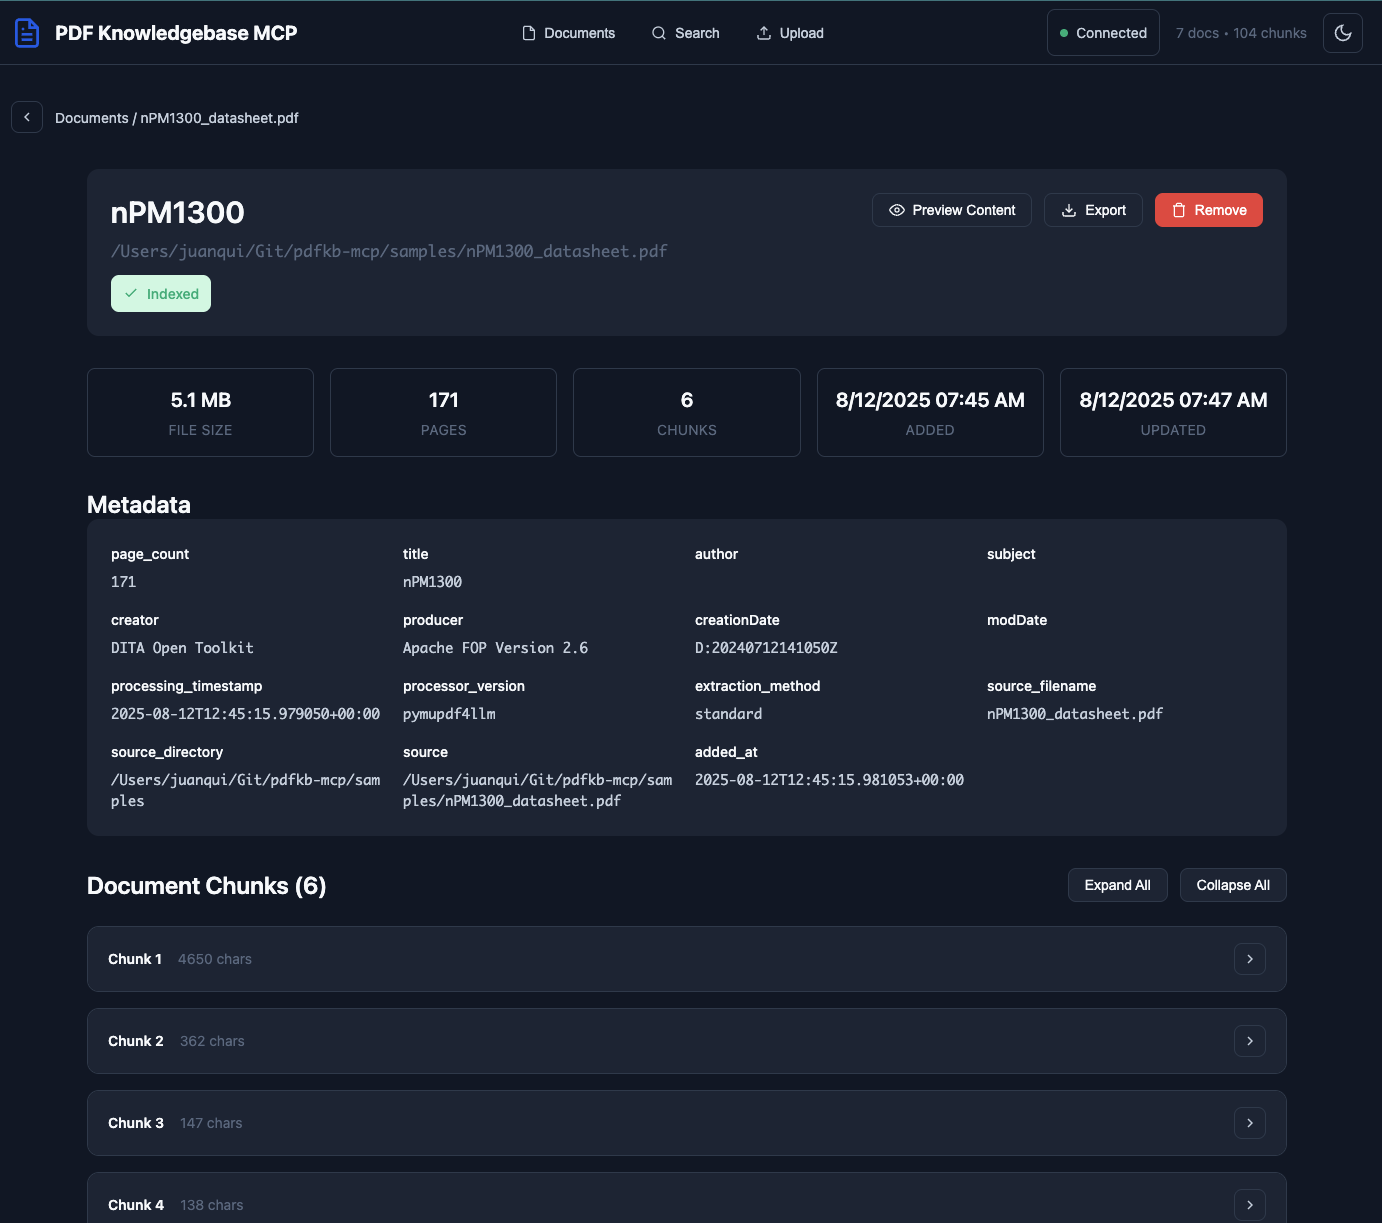 PDF Knowledgebase MCP
Documents
Search
Upload
Connected
7 docs • 104 chunks
Documents / nPM1300_datasheet.pdf
nPM1300
Preview Content
Export
Remove
/Users/juanqui/Git/pdfkb-mcp/samples/nPM1300_datasheet.pdf
Indexed
5.1 MB
FILE SIZE
171
PAGES
6
CHUNKS
8/12/2025 07:45 AM
ADDED
8/12/2025 07:47 AM
UPDATED
Metadata
page_count
171
title
nPM1300
author
subject
creator
DITA Open Toolkit
producer
Apache FOP Version 2.6
creationDate
D:20240712141050Z
modDate
processing_timestamp
2025-08-12T12:45:15.979050+00:00
processor_version
pymupdf4llm
extraction_method
standard
source_filename
nPM1300_datasheet.pdf
source_directory
/Users/juanqui/Git/pdfkb-mcp/sam
ples
source
/Users/juanqui/Git/pdfkb-mcp/sam
ples/nPM1300_datasheet.pdf
added_at
2025-08-12T12:45:15.981053+00:00
Document Chunks (6)
Expand All
Collapse All
Chunk 1 4650 chars
Chunk 2 362 chars
Chunk 3 147 chars
Chunk 4 138 chars